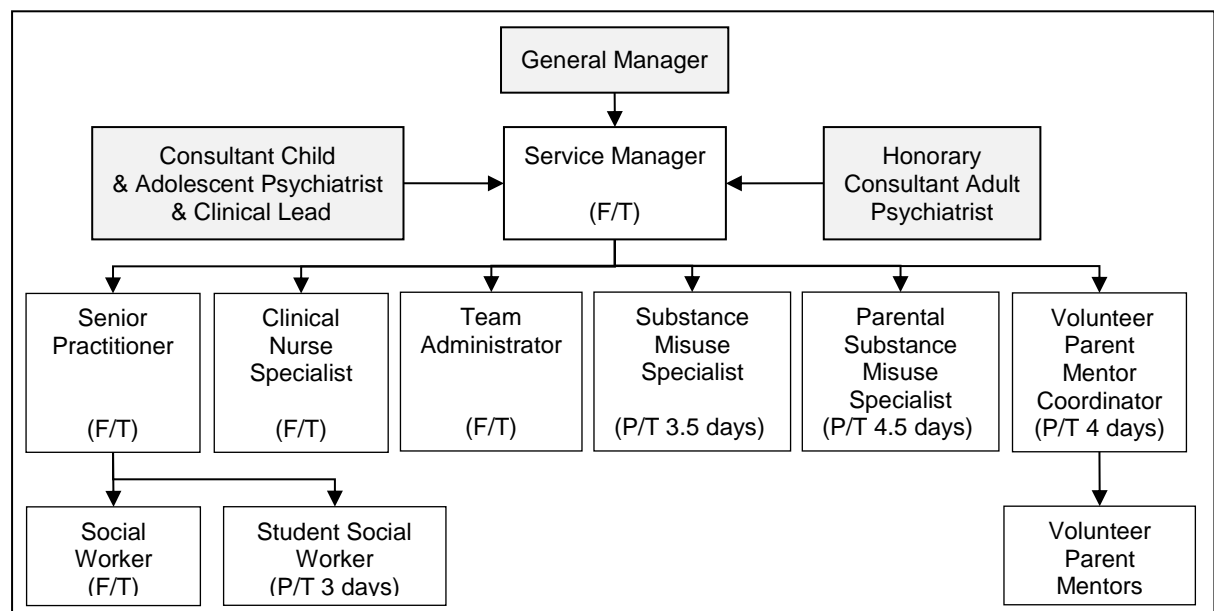 General Manager
Consultant Child
& Adolescent Psychiatrist
& Clinical Lead
Service Manager
(F/T)
Honorary
Consultant Adult
Psychiatrist
Senior
Practitioner
(F/T)
Clinical
Nurse
Specialist
(F/T)
Team
Administrator
(F/T)
Substance
Misuse
Specialist
(P/T 3.5 days)
Parental
Substance
Misuse
Specialist
(P/T 4.5 days)
Volunteer
Parent
Mentor
Coordinator
(P/T 4 days)
Social
Worker
(F/T)
Student Social
Worker
(P/T 3 days)
Volunteer
Parent
Mentors